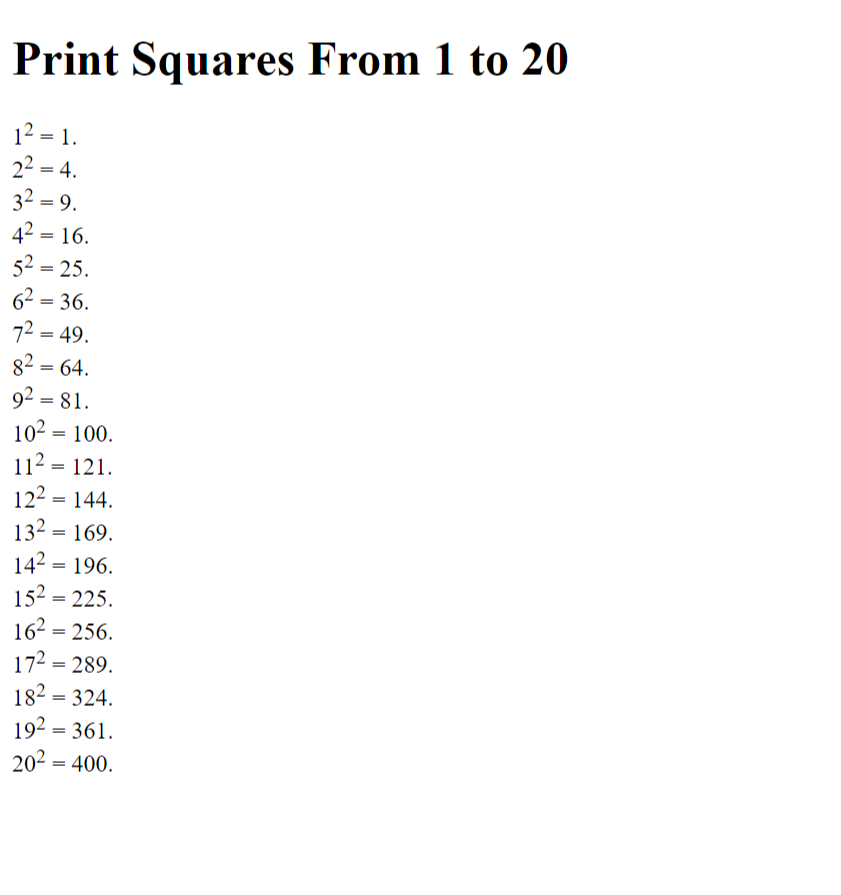 Print Squares From 1 to 20
1² = 1.
2² = 4.
3² = 9.
4² = 16.
5² = 25.
6² = 36.
7² = 49.
8² = 64.
9² = 81.
10² = 100.
11² = 121.
12² = 144.
13² = 169.
14² = 196.
15² = 225.
16² = 256.
17² = 289.
18² = 324.
19² = 361.
20² = 400.